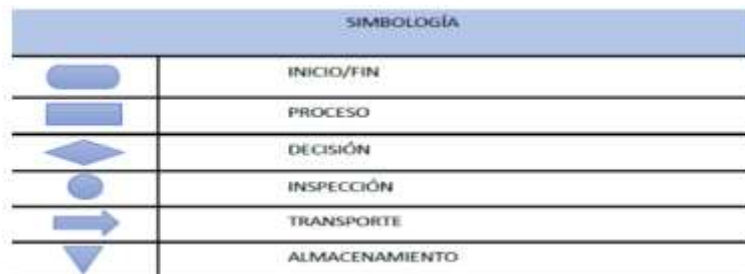 SIMBOLOGÍA
INICIO/FIN
PROCESO
DECISIÓN
INSPECCIÓN
TRANSPORTE
ALMACENAMIENTO